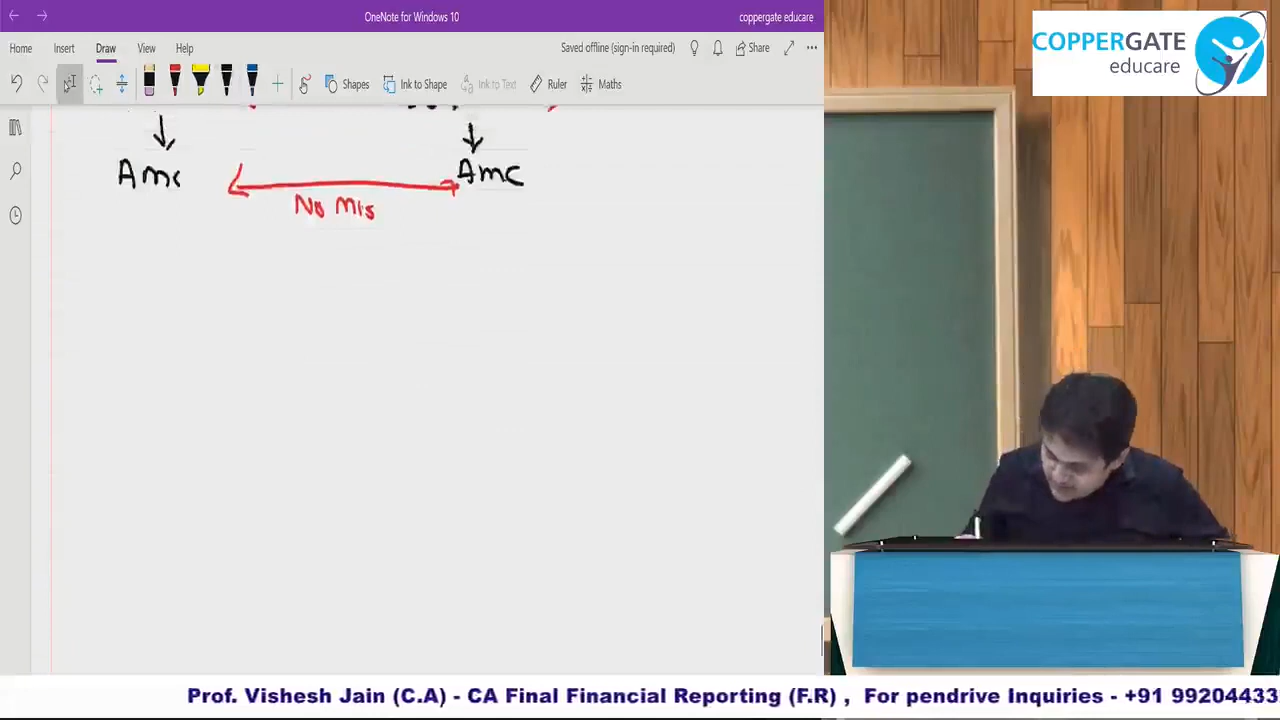 OneNote for Windows 10
coppergate educare
Home Insert Draw View Help
Saved offline (sign-in required)
Share
Shapes
Ink to Shape
Ink to Text
Ruler
Maths
Amc
Amc
No Mis
COPPERGATE
educare
Prof. Vishesh Jain (C.A) - CA Final Financial Reporting (F.R) , For pendrive Inquiries - +91 99204433